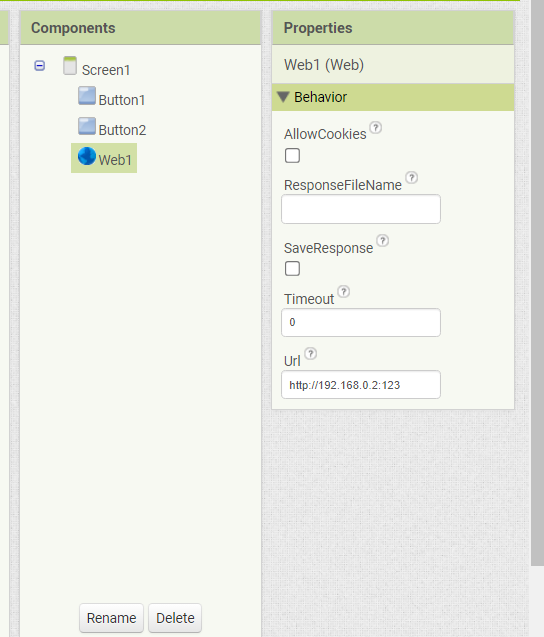 Components
Screen1
Button1
Button2
Web1
Rename
Delete
Properties
Web1 (Web)
Behavior
AllowCookies ?
ResponseFileName ?
SaveResponse ?
Timeout ?
0
Url ?
http://192.168.0.2:123